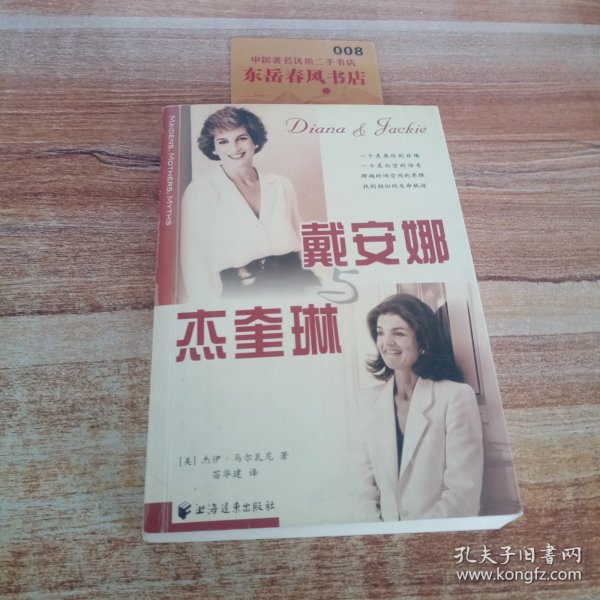 008
中国著名优质二手书店
东岳春风书店
MAIDENS, MOTHERS, MYTHS
Diana & Jackie
一个是英伦的玫瑰
一个是白宫的传奇
跨越时间空间的界限
找到相似的生命轨迹
戴安娜
与
杰奎琳
[美] 杰伊·马尔瓦尼 著
苗华建 译
上海远东出版社
孔夫子旧书网
www.kongfz.com